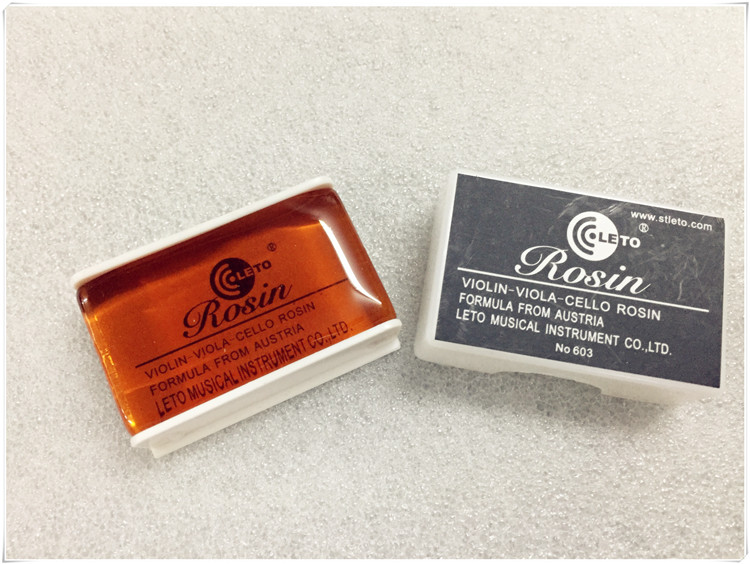 LETO
Rosin
VIOLIN-VIOLA-CELLO ROSIN
FORMULA FROM AUSTRIA
LETO MUSICAL INSTRUMENT CO.,LTD.
www.stleto.com
LETO®
Rosin
VIOLIN-VIOLA-CELLO ROSIN
FORMULA FROM AUSTRIA
LETO MUSICAL INSTRUMENT CO.,LTD.
No 603